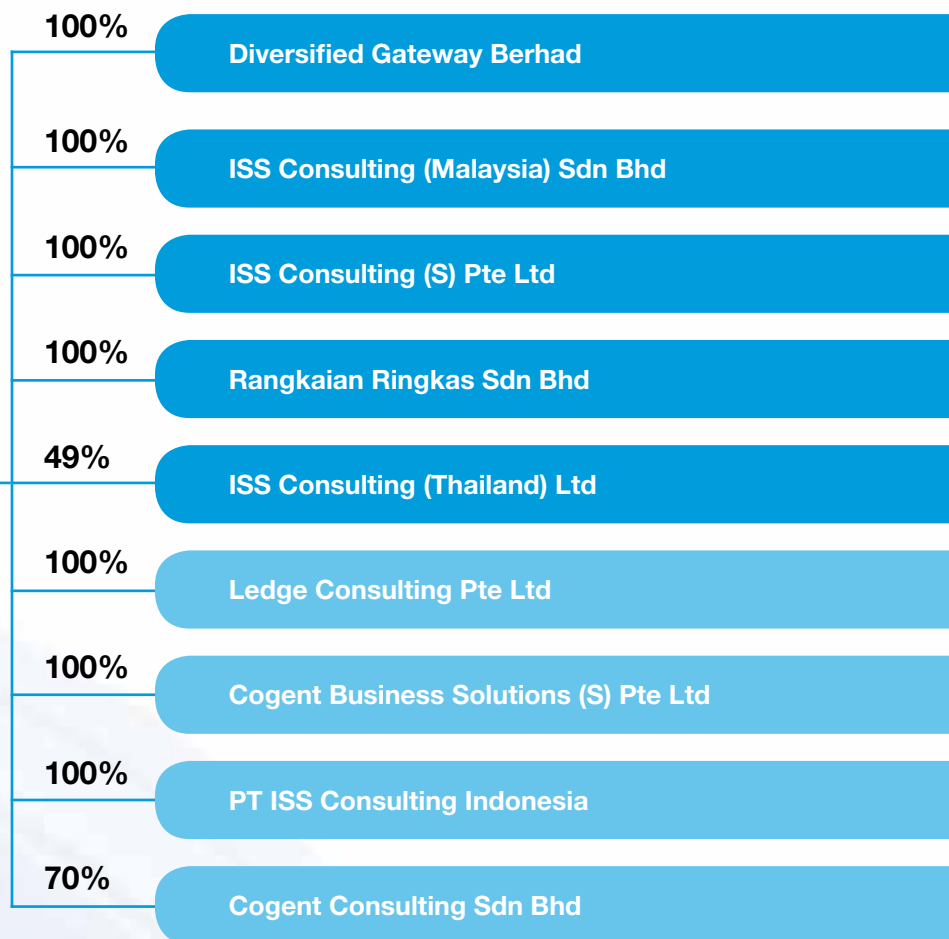 100%
Diversified Gateway Berhad
100%
ISS Consulting (Malaysia) Sdn Bhd
100%
ISS Consulting (S) Pte Ltd
100%
Rangkaian Ringkas Sdn Bhd
49%
ISS Consulting (Thailand) Ltd
100%
Ledge Consulting Pte Ltd
100%
Cogent Business Solutions (S) Pte Ltd
100%
PT ISS Consulting Indonesia
70%
Cogent Consulting Sdn Bhd